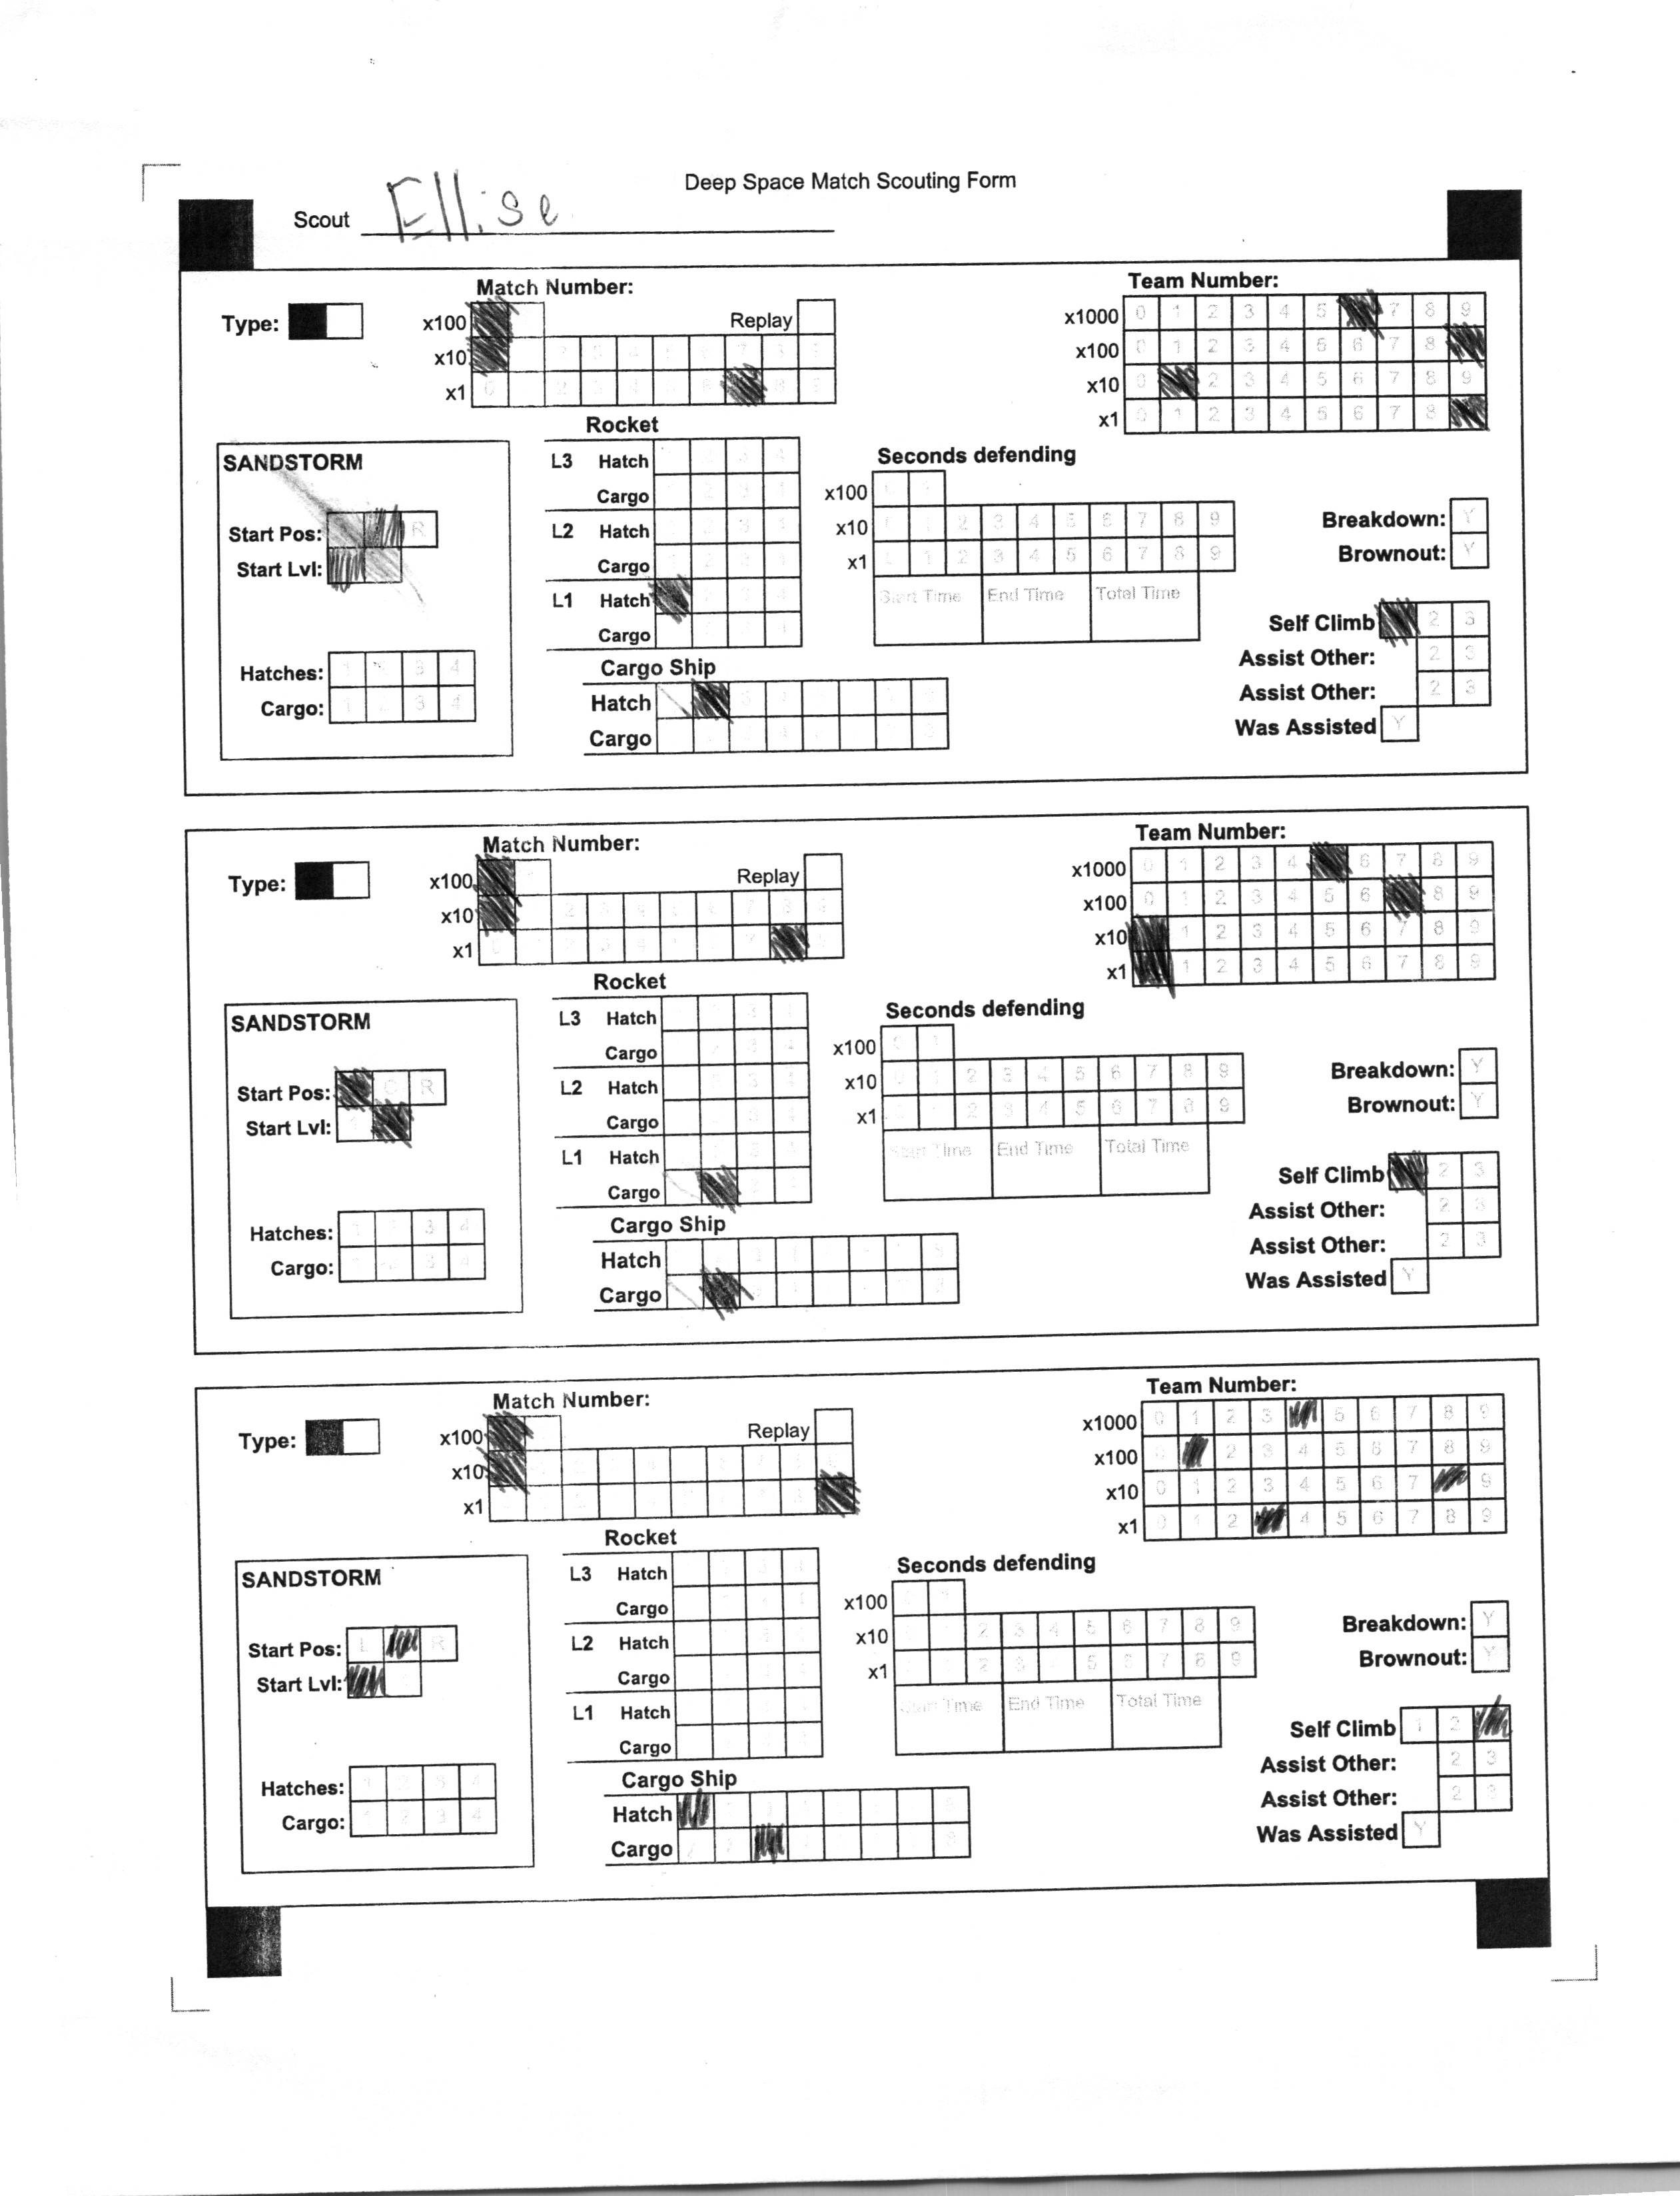 Deep Space Match Scouting Form
Scout Ellise
Match Number:
Team Number:
Type:
x100
Replay
x10
x1
x1000 0 1 2 3 4 5 7 8 9
x100 0 1 2 3 4 5 6 7 8
x10 0 2 3 4 5 6 7 8 9
x1 0 1 2 3 4 5 6 7 8
SANDSTORM
Start Pos: R
Start Lvl:
Hatches: 1 2 3 4
Cargo: 1 2 3 4
Rocket
L3 Hatch
Cargo
L2 Hatch
Cargo
L1 Hatch
Cargo
Cargo Ship
Hatch
Cargo
Seconds defending
x100
x10 2 3 4 5 6 7 8 9
x1 2 3 4 5 6 7 8 9
Start Time End Time Total Time
Breakdown: Y
Brownout: Y
Self Climb 2 3
Assist Other: 2 3
Assist Other: 2 3
Was Assisted Y
Match Number:
Team Number:
Type:
x100
Replay
x10
x1
x1000 0 1 2 3 4 6 7 8 9
x100 0 1 2 3 4 5 6 8 9
x10 1 2 3 4 5 6 7 8 9
x1 1 2 3 4 5 6 7 8 9
SANDSTORM
Start Pos: C R
Start Lvl:
Hatches: 1 2 3 4
Cargo: 1 2 3 4
Rocket
L3 Hatch
Cargo
L2 Hatch
Cargo
L1 Hatch
Cargo
Cargo Ship
Hatch
Cargo
Seconds defending
x100
x10 2 3 4 5 6 7 8 9
x1 2 3 4 5 6 7 8 9
Start Time End Time Total Time
Breakdown: Y
Brownout: Y
Self Climb 2 3
Assist Other: 2 3
Assist Other: 2 3
Was Assisted Y
Match Number:
Team Number:
Type:
x100
Replay
x10
x1
x1000 0 1 2 3 5 6 7 8 9
x100 0 2 3 4 5 6 7 8 9
x10 0 1 2 3 4 5 6 7 9
x1 0 1 2 4 5 6 7 8 9
SANDSTORM
Start Pos: L R
Start Lvl:
Hatches: 1 2 3 4
Cargo: 1 2 3 4
Rocket
L3 Hatch
Cargo
L2 Hatch
Cargo
L1 Hatch
Cargo
Cargo Ship
Hatch
Cargo
Seconds defending
x100
x10 2 3 4 5 6 7 8 9
x1 2 3 5 6 7 8 9
Start Time End Time Total Time
Breakdown: Y
Brownout: Y
Self Climb 1 2
Assist Other: 2 3
Assist Other: 2 3
Was Assisted Y